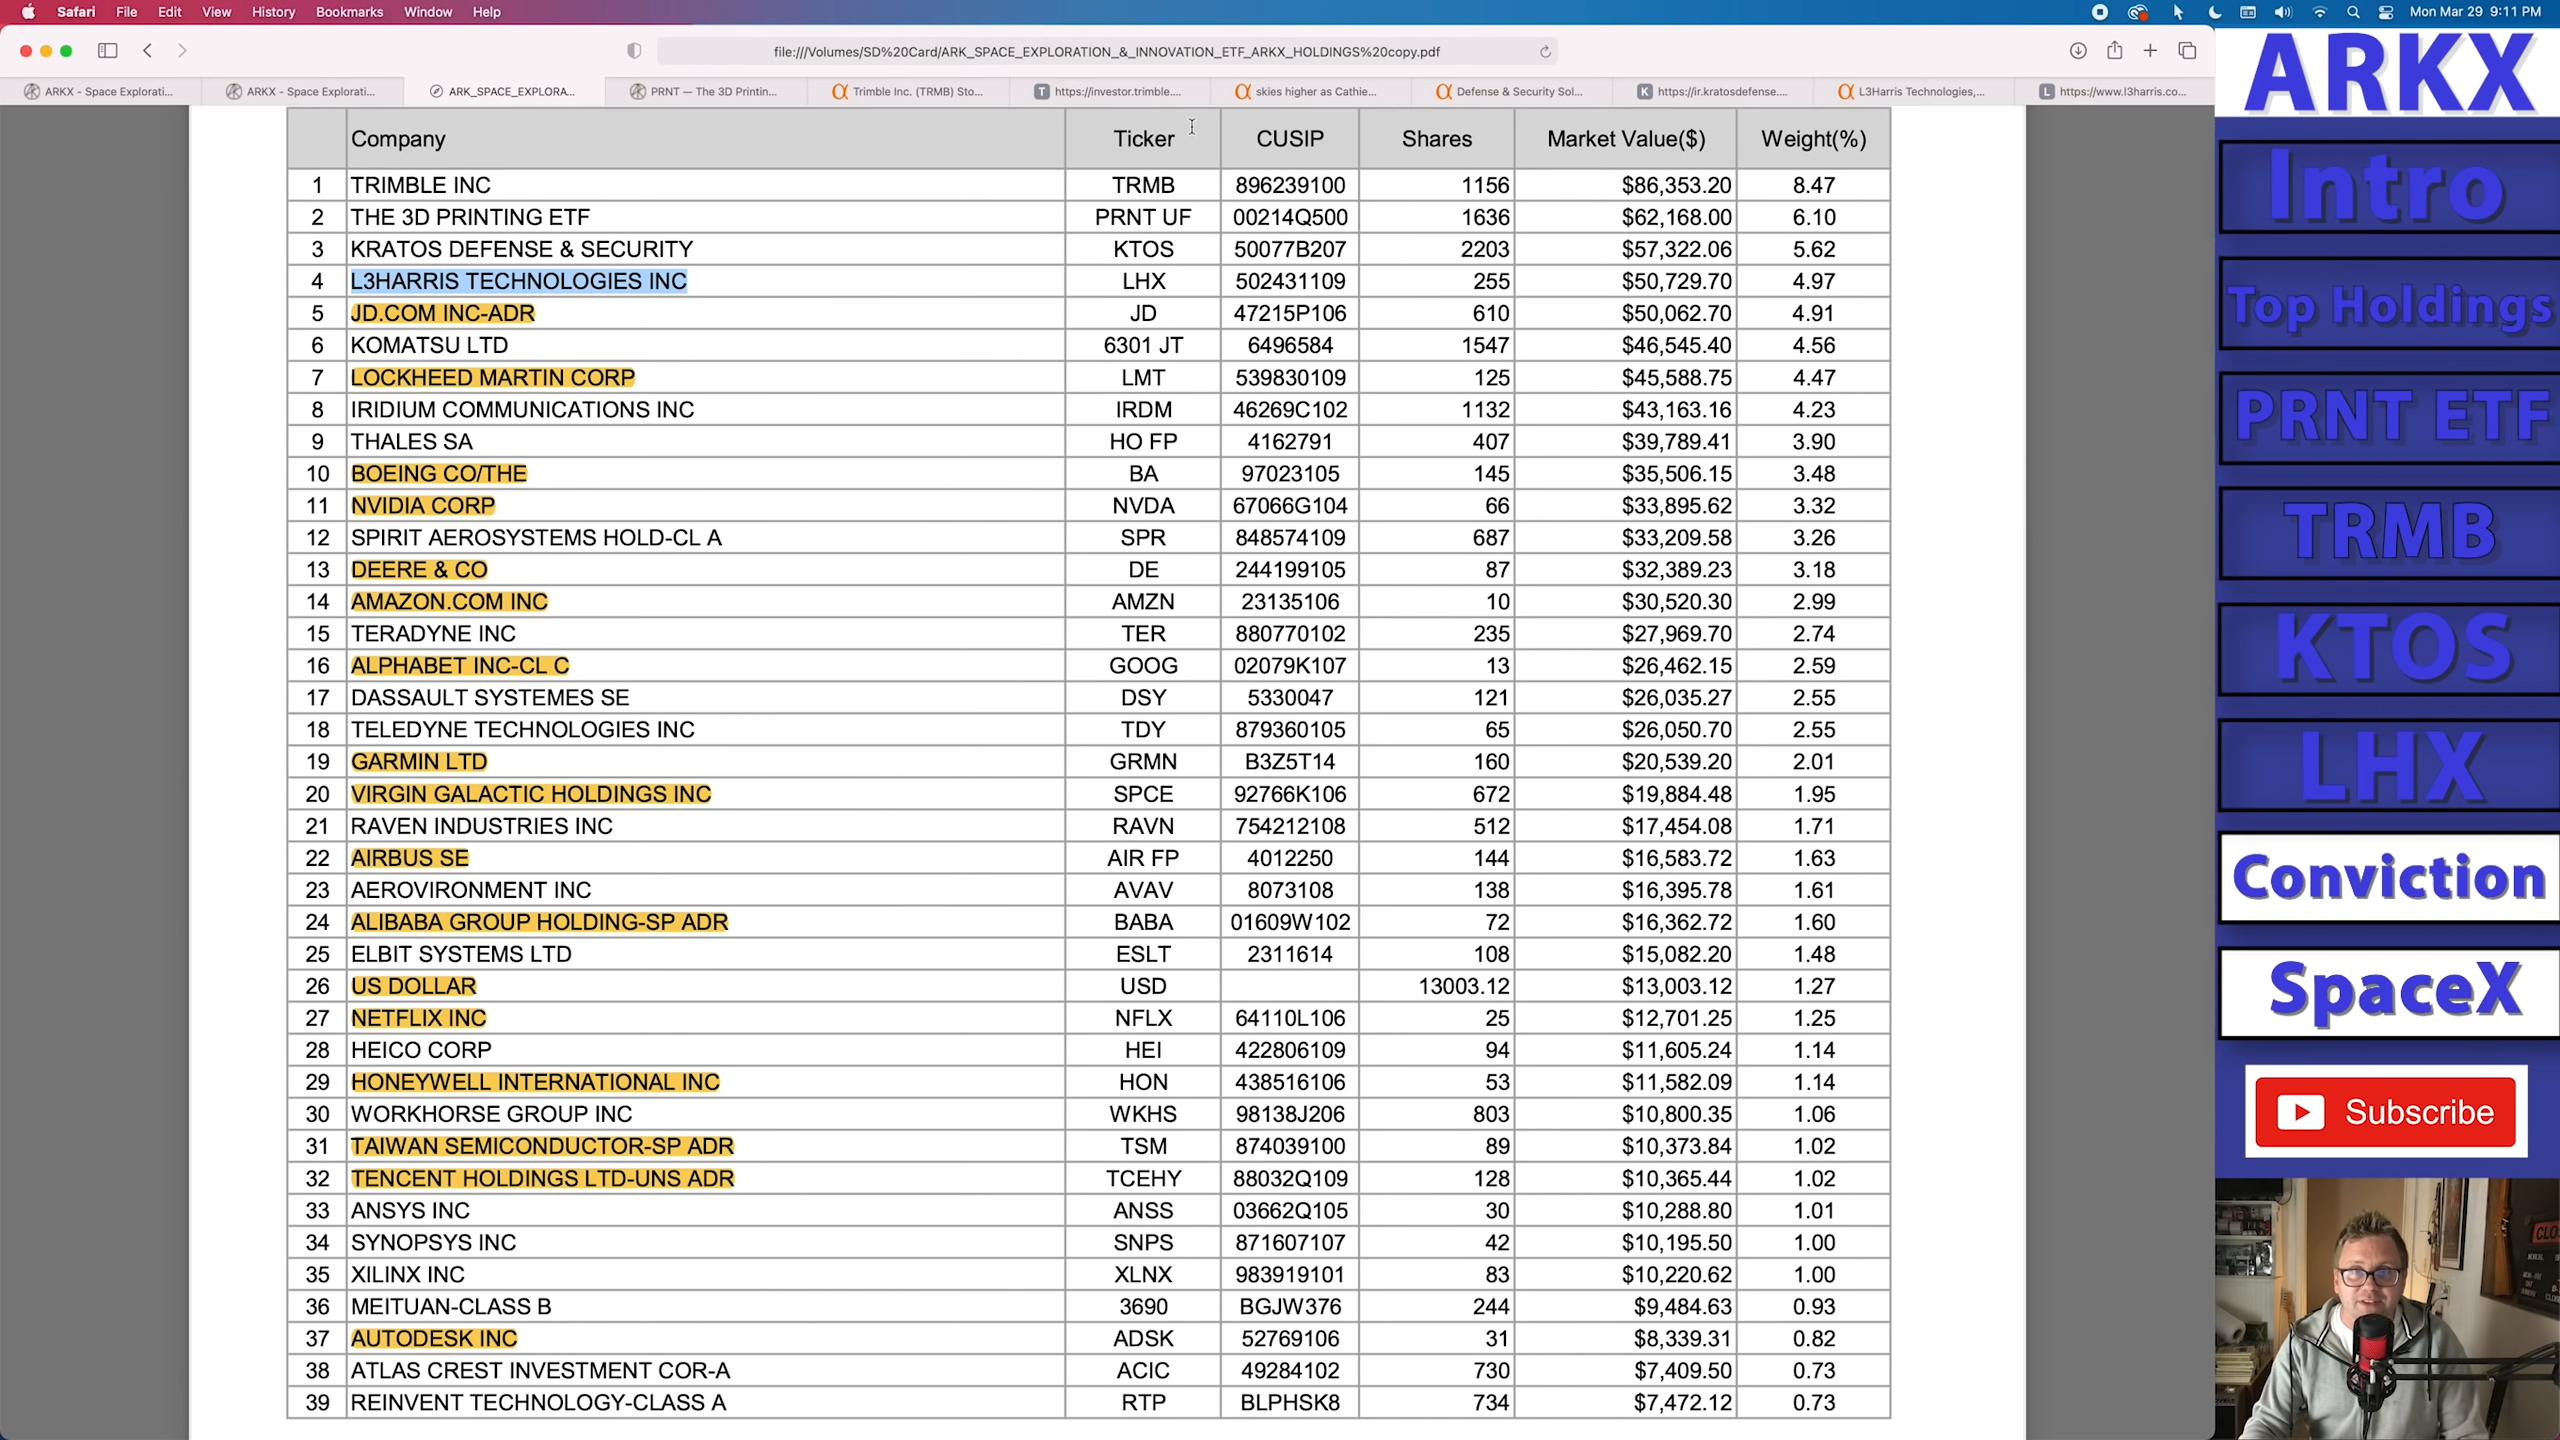 Safari File Edit View History Bookmarks Window Help
Mon Mar 29 9:11 PM
file:///Volumes/SD%20Card/ARK_SPACE_EXPLORATION_&_INNOVATION_ETF_ARKX_HOLDINGS%20copy.pdf
ARKX - Space Explorati... ARKX - Space Explorati... ARK_SPACE_EXPLORA... PRNT — The 3D Printin... Trimble Inc. (TRMB) Sto... https://investor.trimble.... skies higher as Cathie... Defense & Security Sol... https://ir.kratosdefense.... L3Harris Technologies,... https://www.l3harris.co...
Company Ticker CUSIP Shares Market Value($) Weight(%)
1 TRIMBLE INC TRMB 896239100 1156 $86,353.20 8.47
2 THE 3D PRINTING ETF PRNT UF 00214Q500 1636 $62,168.00 6.10
3 KRATOS DEFENSE & SECURITY KTOS 50077B207 2203 $57,322.06 5.62
4 L3HARRIS TECHNOLOGIES INC LHX 502431109 255 $50,729.70 4.97
5 JD.COM INC-ADR JD 47215P106 610 $50,062.70 4.91
6 KOMATSU LTD 6301 JT 6496584 1547 $46,545.40 4.56
7 LOCKHEED MARTIN CORP LMT 539830109 125 $45,588.75 4.47
8 IRIDIUM COMMUNICATIONS INC IRDM 46269C102 1132 $43,163.16 4.23
9 THALES SA HO FP 4162791 407 $39,789.41 3.90
10 BOEING CO/THE BA 97023105 145 $35,506.15 3.48
11 NVIDIA CORP NVDA 67066G104 66 $33,895.62 3.32
12 SPIRIT AEROSYSTEMS HOLD-CL A SPR 848574109 687 $33,209.58 3.26
13 DEERE & CO DE 244199105 87 $32,389.23 3.18
14 AMAZON.COM INC AMZN 23135106 10 $30,520.30 2.99
15 TERADYNE INC TER 880770102 235 $27,969.70 2.74
16 ALPHABET INC-CL C GOOG 02079K107 13 $26,462.15 2.59
17 DASSAULT SYSTEMES SE DSY 5330047 121 $26,035.27 2.55
18 TELEDYNE TECHNOLOGIES INC TDY 879360105 65 $26,050.70 2.55
19 GARMIN LTD GRMN B3Z5T14 160 $20,539.20 2.01
20 VIRGIN GALACTIC HOLDINGS INC SPCE 92766K106 672 $19,884.48 1.95
21 RAVEN INDUSTRIES INC RAVN 754212108 512 $17,454.08 1.71
22 AIRBUS SE AIR FP 4012250 144 $16,583.72 1.63
23 AEROVIRONMENT INC AVAV 8073108 138 $16,395.78 1.61
24 ALIBABA GROUP HOLDING-SP ADR BABA 01609W102 72 $16,362.72 1.60
25 ELBIT SYSTEMS LTD ESLT 2311614 108 $15,082.20 1.48
26 US DOLLAR USD 13003.12 $13,003.12 1.27
27 NETFLIX INC NFLX 64110L106 25 $12,701.25 1.25
28 HEICO CORP HEI 422806109 94 $11,605.24 1.14
29 HONEYWELL INTERNATIONAL INC HON 438516106 53 $11,582.09 1.14
30 WORKHORSE GROUP INC WKHS 98138J206 803 $10,800.35 1.06
31 TAIWAN SEMICONDUCTOR-SP ADR TSM 874039100 89 $10,373.84 1.02
32 TENCENT HOLDINGS LTD-UNS ADR TCEHY 88032Q109 128 $10,365.44 1.02
33 ANSYS INC ANSS 03662Q105 30 $10,288.80 1.01
34 SYNOPSYS INC SNPS 871607107 42 $10,195.50 1.00
35 XILINX INC XLNX 983919101 83 $10,220.62 1.00
36 MEITUAN-CLASS B 3690 BGJW376 244 $9,484.63 0.93
37 AUTODESK INC ADSK 52769106 31 $8,339.31 0.82
38 ATLAS CREST INVESTMENT COR-A ACIC 49284102 730 $7,409.50 0.73
39 REINVENT TECHNOLOGY-CLASS A RTP BLPHSK8 734 $7,472.12 0.73
ARKX
Intro
Top Holdings
PRNT ETF
TRMB
KTOS
LHX
Conviction
SpaceX
Subscribe